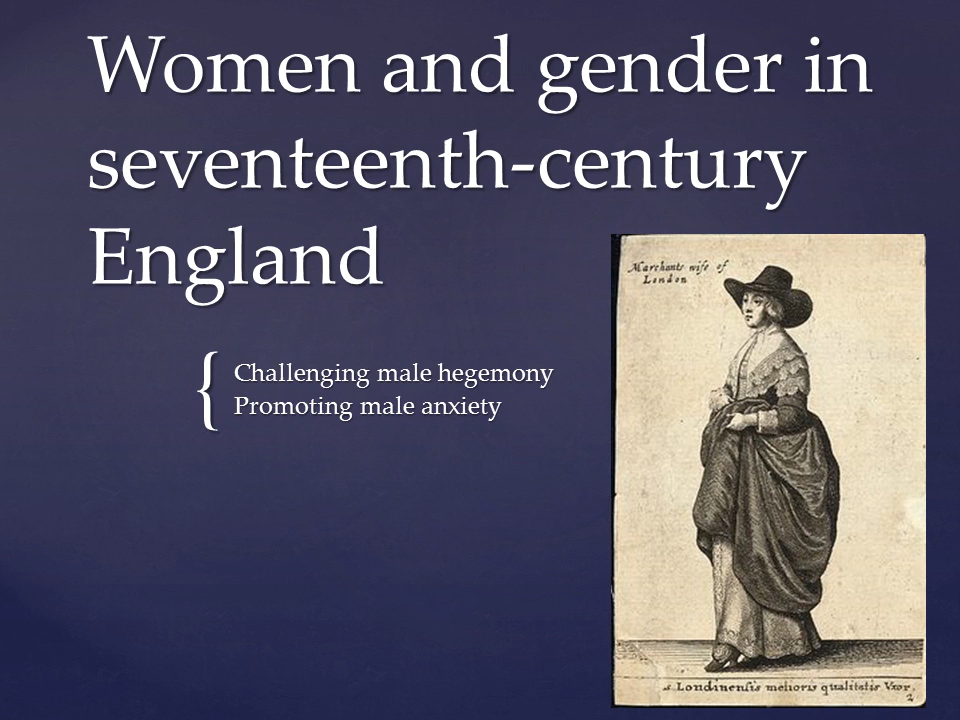 Women and gender in
seventeenth-century
England
{
Challenging male hegemony
Promoting male anxiety
Marchants wife of
London
Londinensis melioris qualitatis Vxor.
2